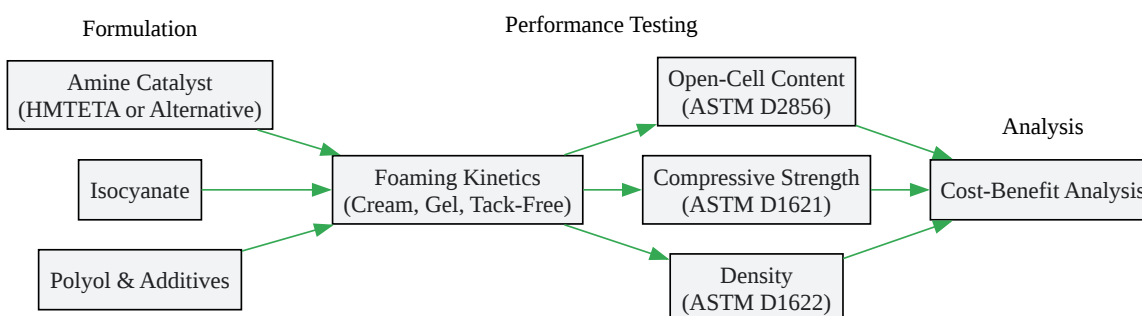 Formulation
Performance Testing
Analysis
Amine Catalyst
(HMTETA or Alternative)
Isocyanate
Polyol & Additives
Foaming Kinetics
(Cream, Gel, Tack-Free)
Open-Cell Content
(ASTM D2856)
Compressive Strength
(ASTM D1621)
Density
(ASTM D1622)
Cost-Benefit Analysis